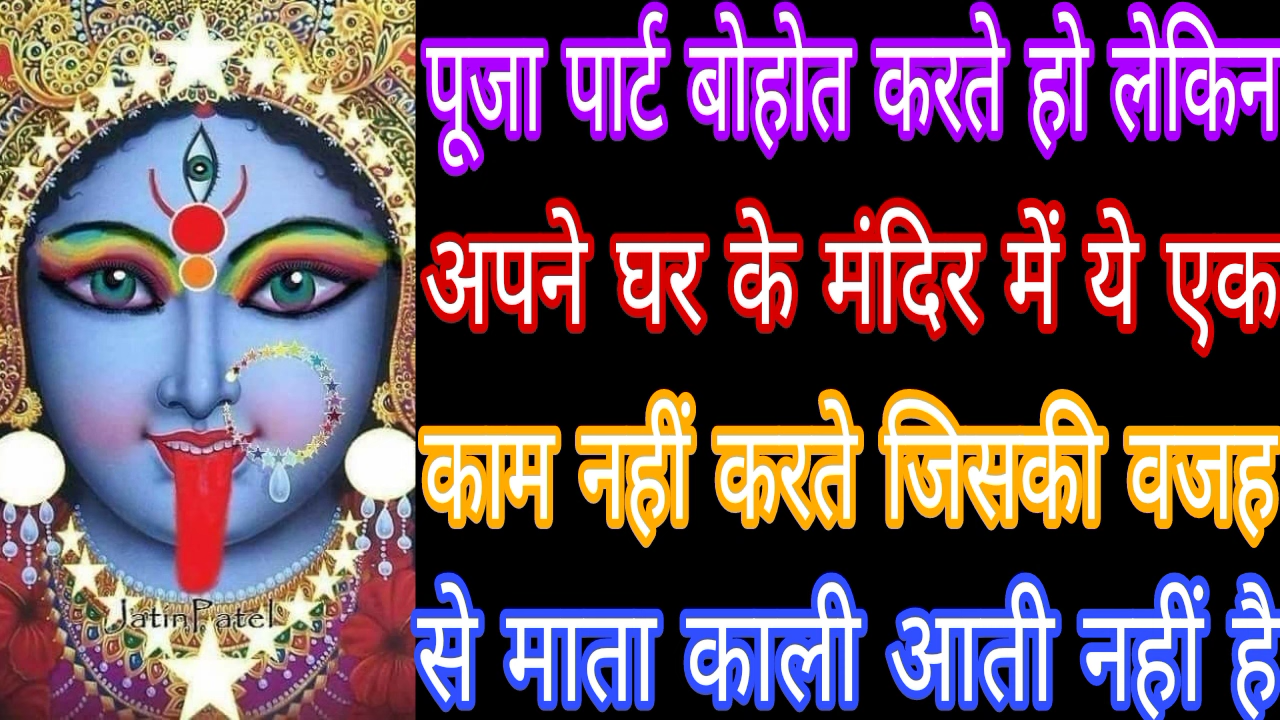 पूजा पार्ट बोहोत करते हो लेकिन
अपने घर के मंदिर में ये एक
काम नहीं करते जिसकी वजह
से माता काली आती नहीं है
JatinPatel